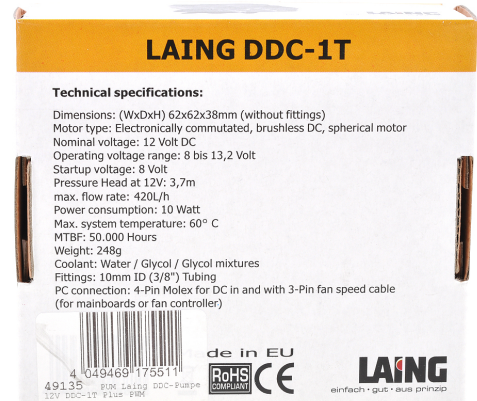 LAING DDC-1T
Technical specifications:
Dimensions: (WxDxH) 62x62x38mm (without fittings)
Motor type: Electronically commutated, brushless DC, spherical motor
Nominal voltage: 12 Volt DC
Operating voltage range: 8 bis 13,2 Volt
Startup voltage: 8 Volt
Pressure Head at 12V: 3,7m
max. flow rate: 420L/h
Power consumption: 10 Watt
Max. system temperature: 60° C
MTBF: 50.000 Hours
Weight: 248g
Coolant: Water / Glycol / Glycol mixtures
Fittings: 10mm ID (3/8") Tubing
PC connection: 4-Pin Molex for DC in and with 3-Pin fan speed cable
(for mainboards or fan controller)
de in EU
4 049469 175511
49135 PUM Laing DDC-Pumpe
12V DDC-1T Plus PWM
RoHS
COMPLIANT
CE
LAING
einfach · gut · aus prinzip